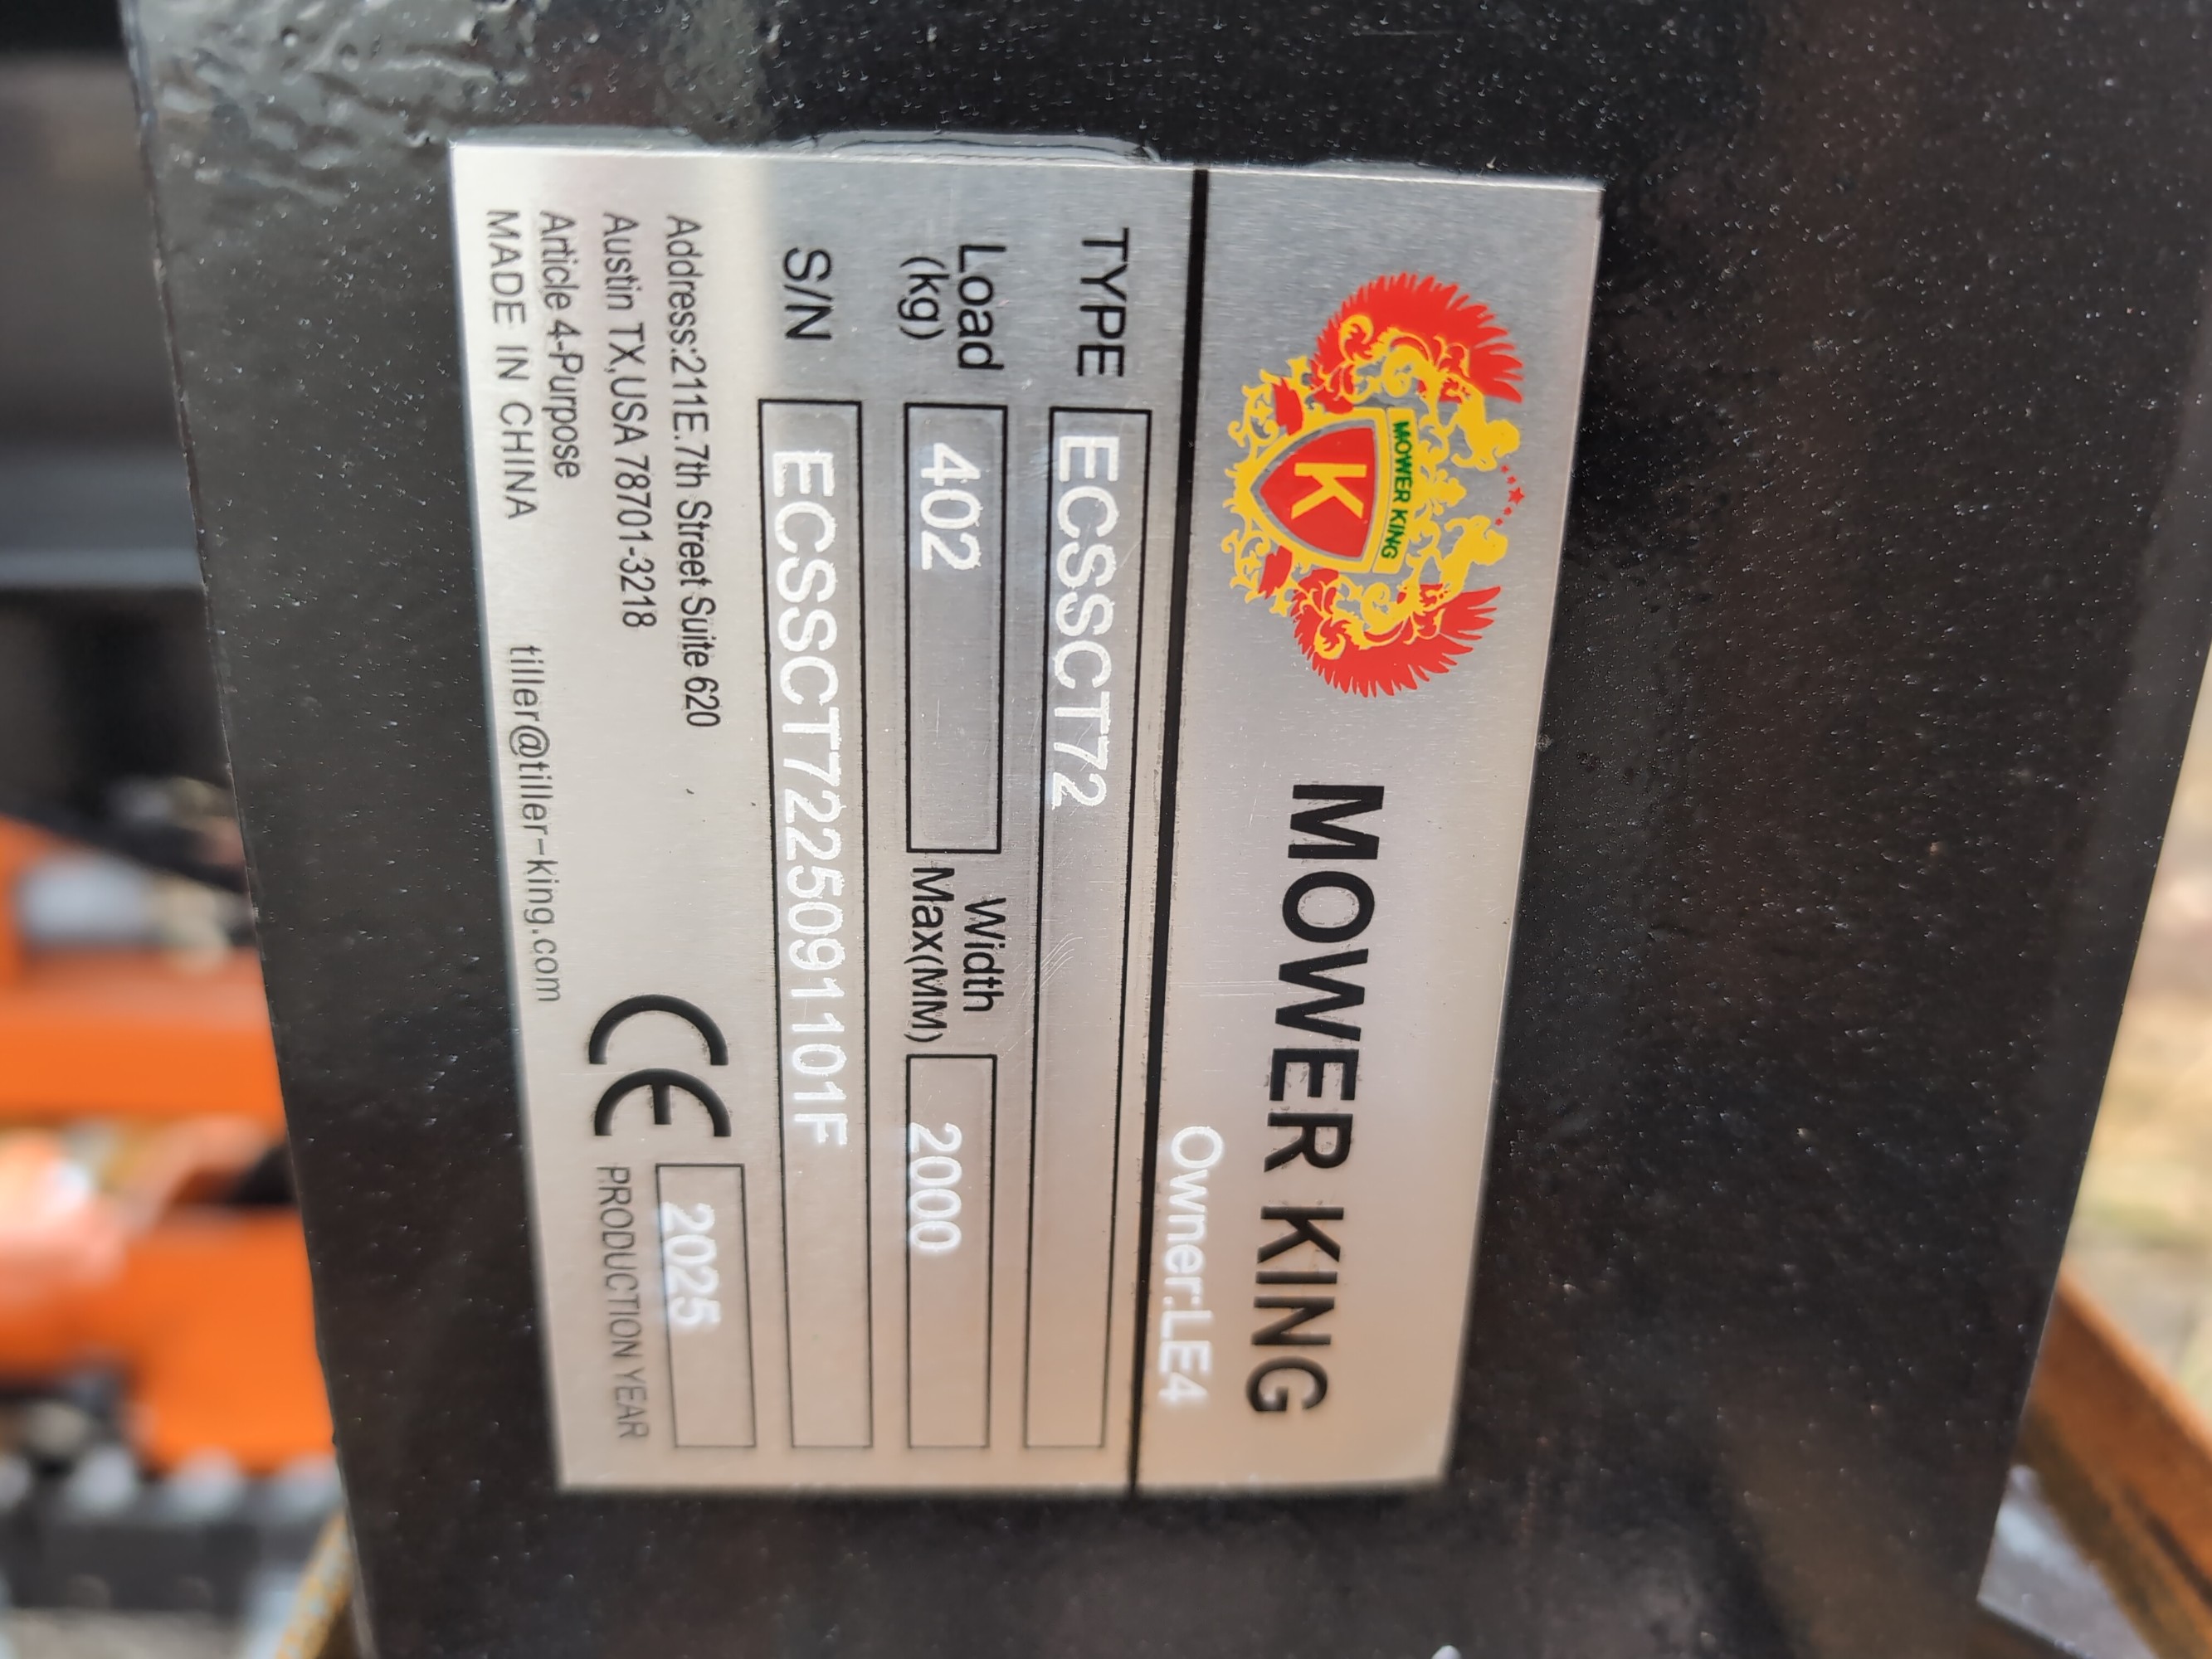 MOWER KING
K
MOWER KING
Owner:LE4
TYPE ECSSCT72
Load (kg) 402 Width Max(MM) 2000
S/N ECSSCT7225091101F
Address:211E.7th Street Suite 620
Austin TX,USA 78701-3218
Article 4-Purpose
MADE IN CHINA tiller@tiller-king.com
CE 2025
PRODUCTION YEAR